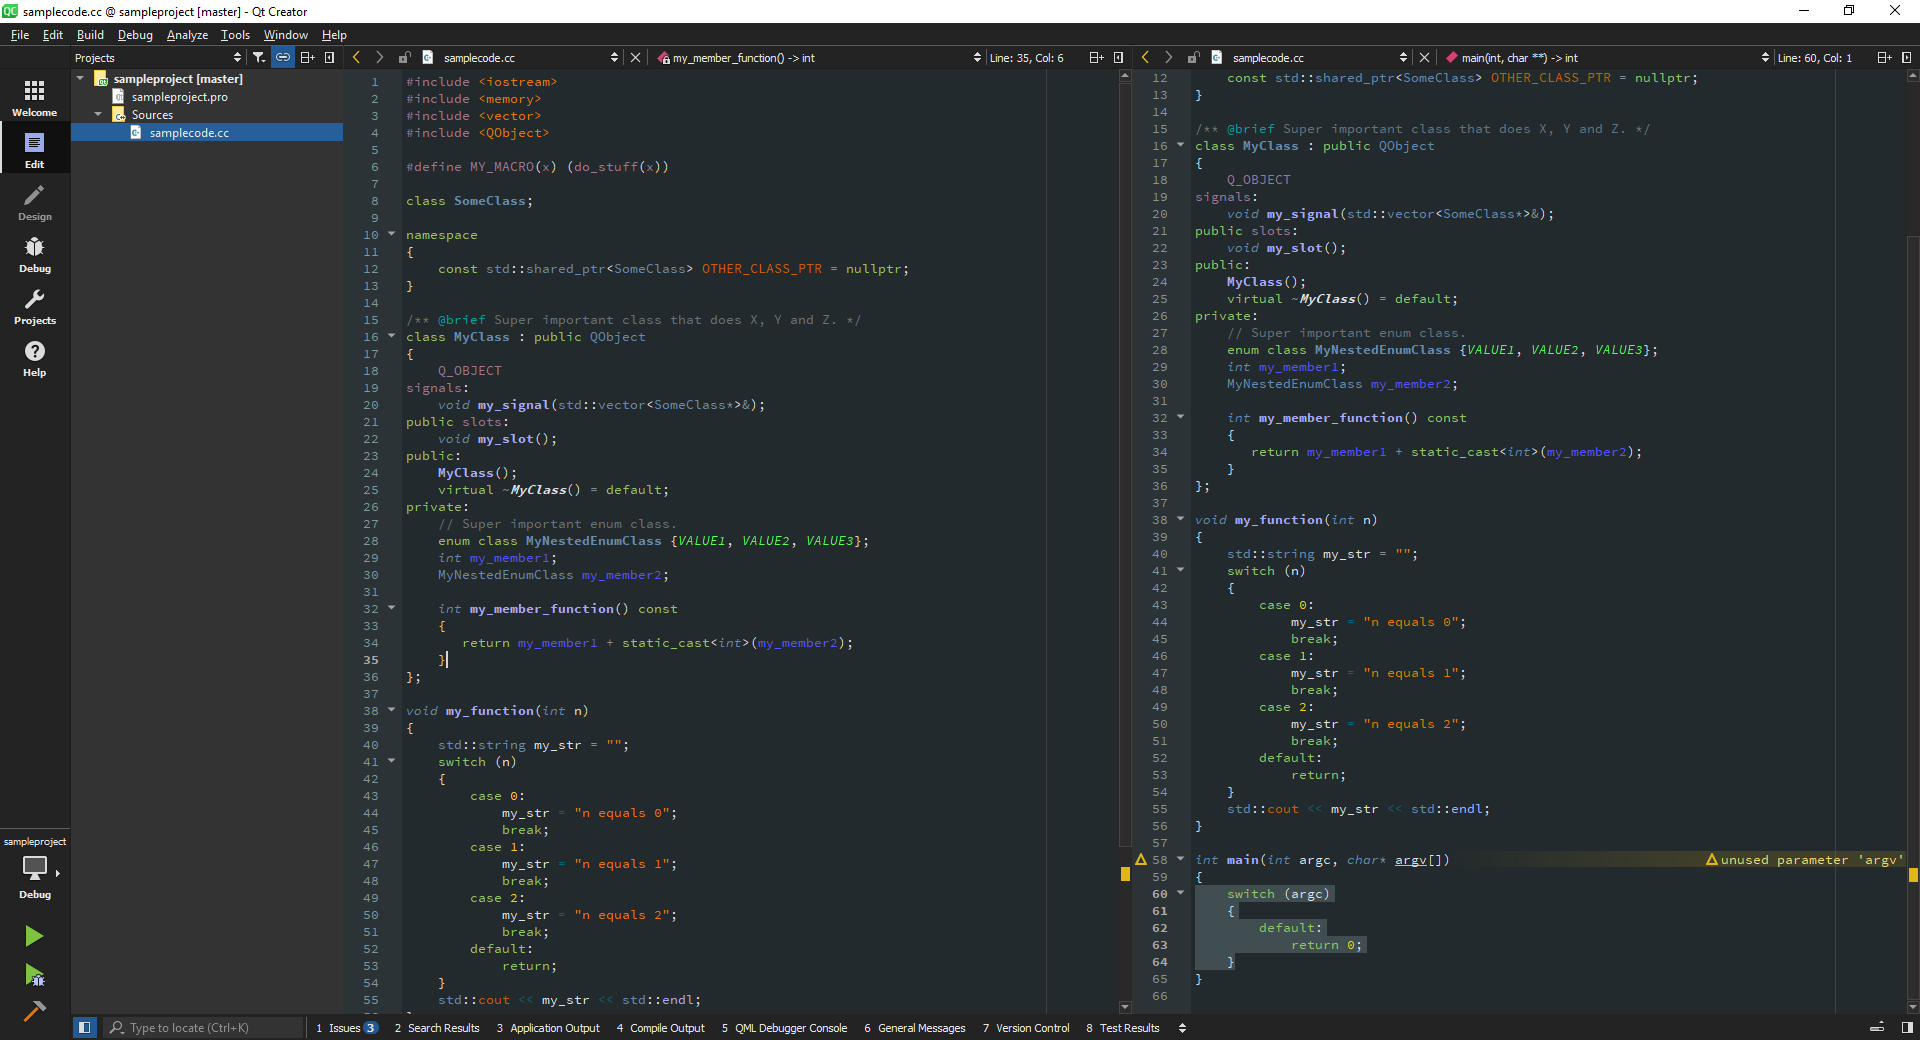 samplecode.cc @ sampleproject [master] - Qt Creator
File Edit Build Debug Analyze Tools Window Help
Projects
samplecode.cc
my_member_function() -> int
Line: 35, Col: 6
samplecode.cc
main(int, char **) -> int
Line: 60, Col: 1
Welcome
Edit
Design
Debug
Projects
Help
sampleproject
Debug
sampleproject [master]
sampleproject.pro
Sources
samplecode.cc
1 #include <iostream>
2 #include <memory>
3 #include <vector>
4 #include <QObject>
5
6 #define MY_MACRO(x) (do_stuff(x))
7
8 class SomeClass;
9
10 namespace
11 {
12     const std::shared_ptr<SomeClass> OTHER_CLASS_PTR = nullptr;
13 }
14
15 /** @brief Super important class that does X, Y and Z. */
16 class MyClass : public QObject
17 {
18     Q_OBJECT
19 signals:
20     void my_signal(std::vector<SomeClass*>&);
21 public slots:
22     void my_slot();
23 public:
24     MyClass();
25     virtual ~MyClass() = default;
26 private:
27     // Super important enum class.
28     enum class MyNestedEnumClass {VALUE1, VALUE2, VALUE3};
29     int my_member1;
30     MyNestedEnumClass my_member2;
31
32     int my_member_function() const
33     {
34        return my_member1 + static_cast<int>(my_member2);
35     }
36 };
37
38 void my_function(int n)
39 {
40     std::string my_str = "";
41     switch (n)
42     {
43         case 0:
44             my_str = "n equals 0";
45             break;
46         case 1:
47             my_str = "n equals 1";
48             break;
49         case 2:
50             my_str = "n equals 2";
51             break;
52         default:
53             return;
54     }
55     std::cout << my_str << std::endl;
12     const std::shared_ptr<SomeClass> OTHER_CLASS_PTR = nullptr;
13 }
14
15 /** @brief Super important class that does X, Y and Z. */
16 class MyClass : public QObject
17 {
18     Q_OBJECT
19 signals:
20     void my_signal(std::vector<SomeClass*>&);
21 public slots:
22     void my_slot();
23 public:
24     MyClass();
25     virtual ~MyClass() = default;
26 private:
27     // Super important enum class.
28     enum class MyNestedEnumClass {VALUE1, VALUE2, VALUE3};
29     int my_member1;
30     MyNestedEnumClass my_member2;
31
32     int my_member_function() const
33     {
34        return my_member1 + static_cast<int>(my_member2);
35     }
36 };
37
38 void my_function(int n)
39 {
40     std::string my_str = "";
41     switch (n)
42     {
43         case 0:
44             my_str = "n equals 0";
45             break;
46         case 1:
47             my_str = "n equals 1";
48             break;
49         case 2:
50             my_str = "n equals 2";
51             break;
52         default:
53             return;
54     }
55     std::cout << my_str << std::endl;
56 }
57
58 int main(int argc, char* argv[]) unused parameter 'argv'
59 {
60     switch (argc)
61     {
62         default:
63             return 0;
64     }
65 }
66
Type to locate (Ctrl+K)
1 Issues 3
2 Search Results
3 Application Output
4 Compile Output
5 QML Debugger Console
6 General Messages
7 Version Control
8 Test Results